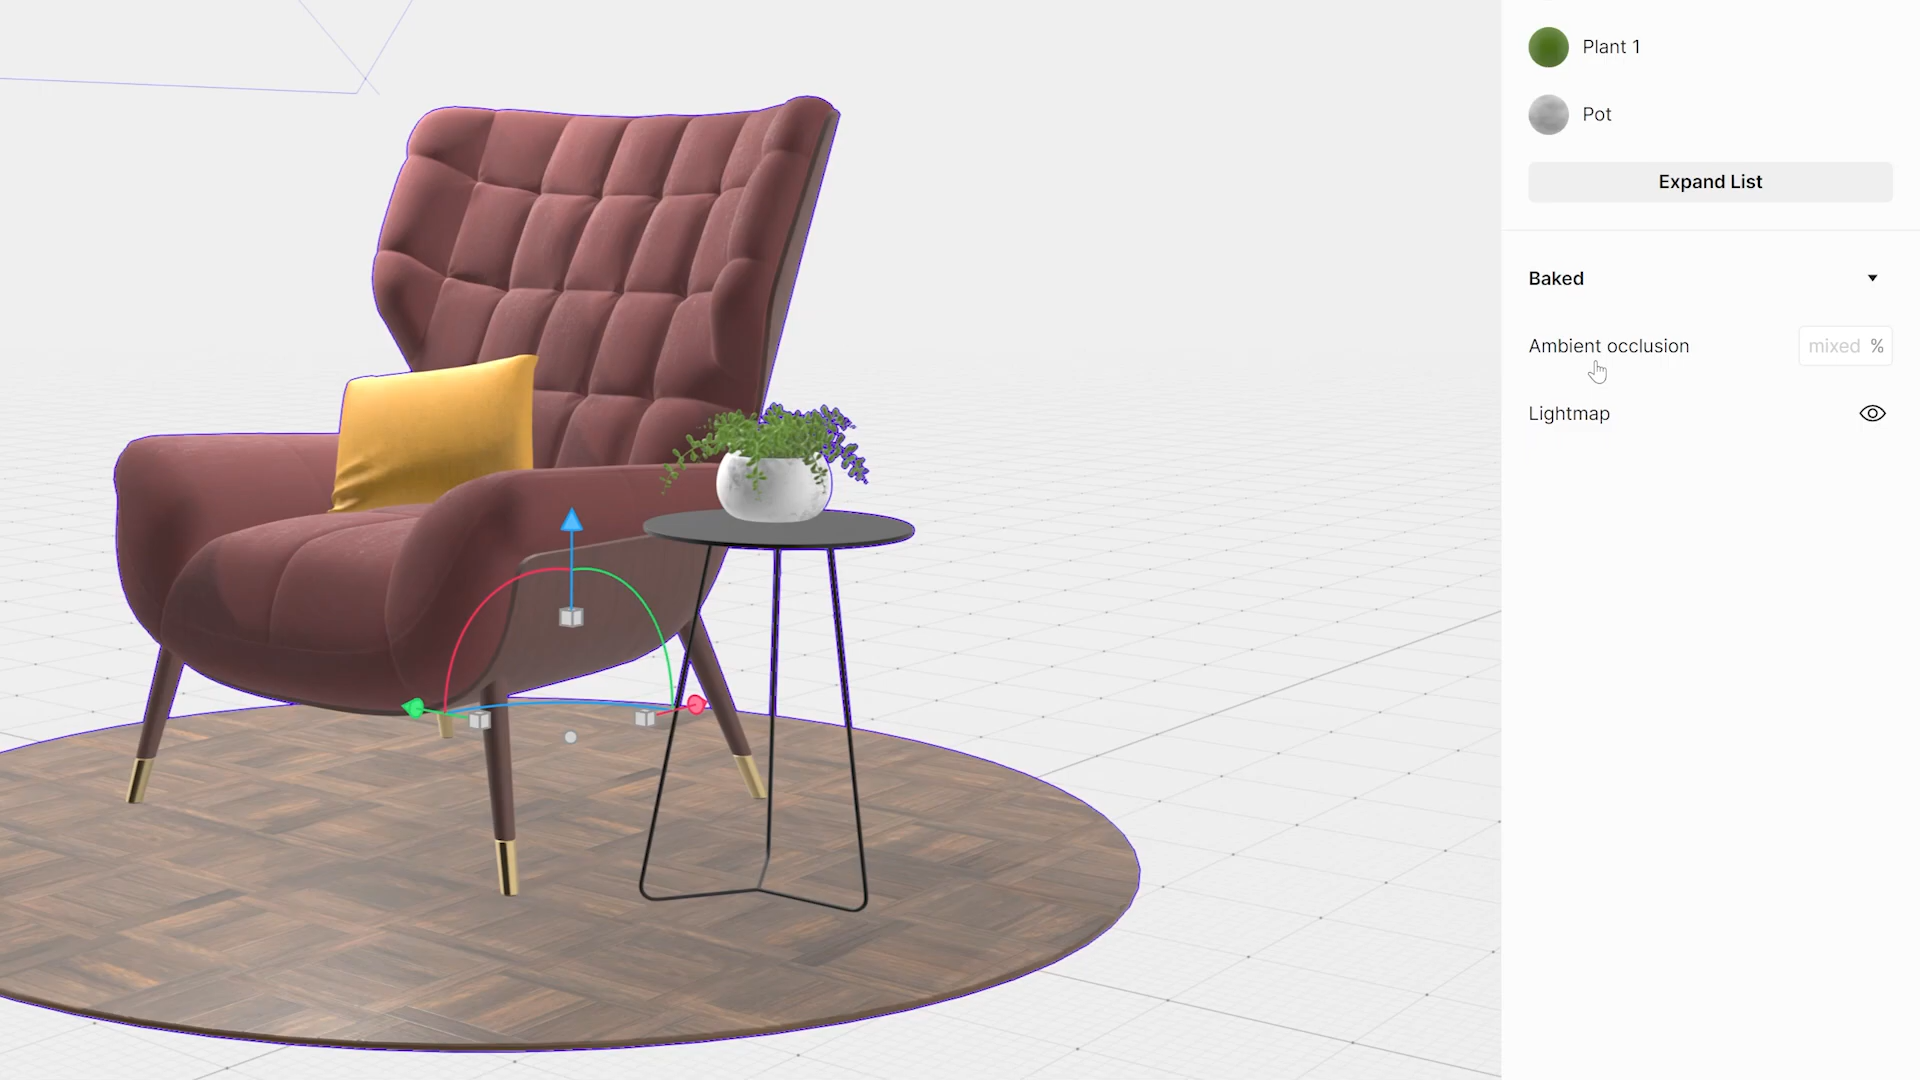 Plant 1
Pot
Expand List
Baked
Ambient occlusion
mixed %
Lightmap